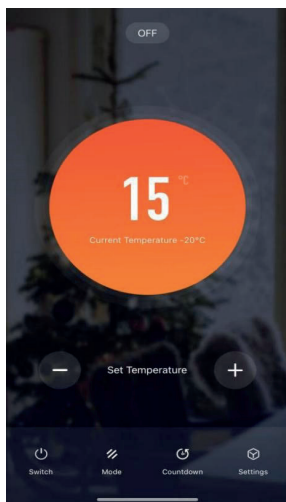 OFF
15 °C
Current Temperature -20°C
Set Temperature
Switch Mode Countdown Settings